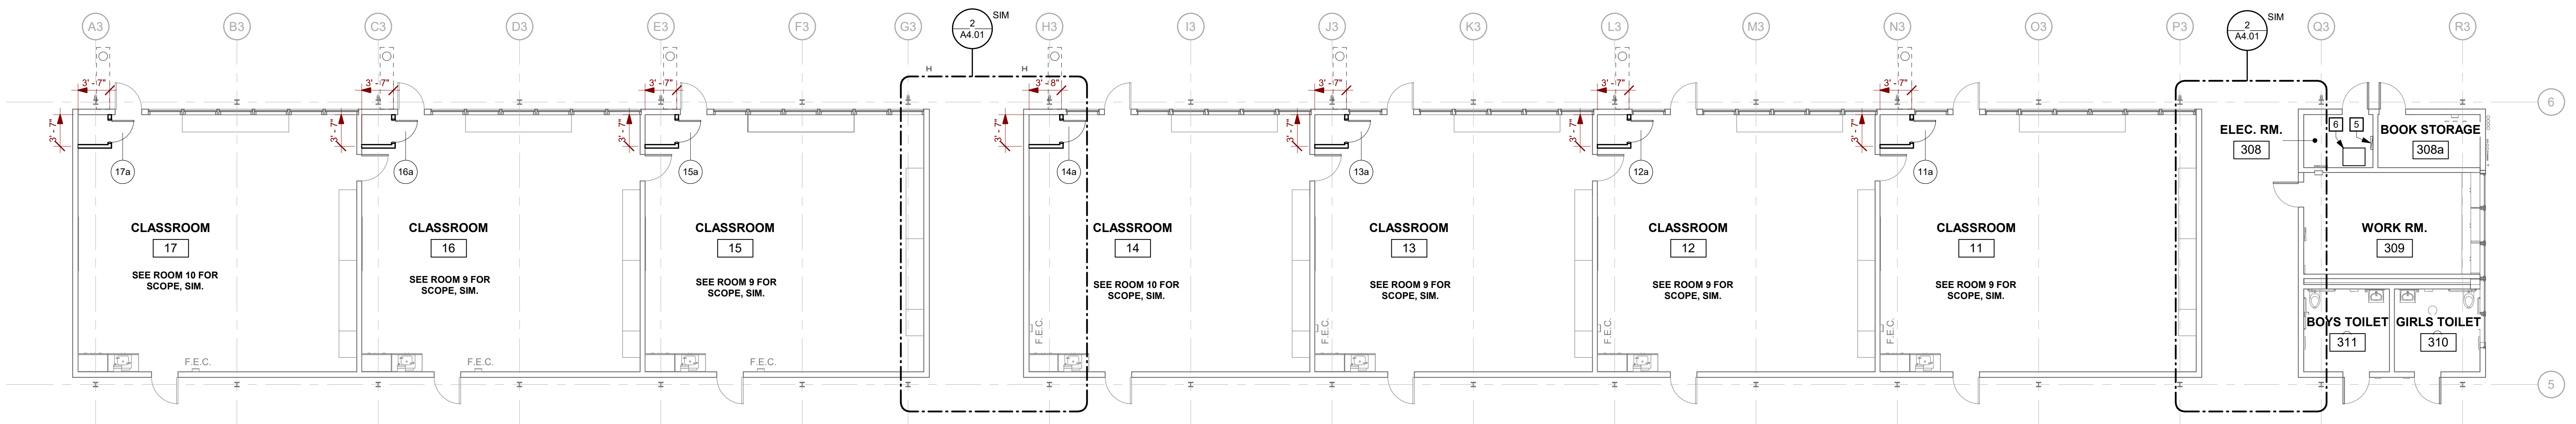 A3 B3 C3 D3 E3 F3 G3 2 SIM H3 I3 J3 K3 L3 M3 N3 O3 P3 2 SIM Q3 R3
A4.01 A4.01
H H
3' - 7" 3' - 7" 3' - 7" 3' - 8" 3' - 7" 3' - 7" 3' - 7"
6
3' - 7" 3' - 7" 3' - 7" 3' - 7" 3' - 7" 3' - 7" 3' - 7"
ELEC. RM. 6 5 BOOK STORAGE
308 308a
17a 16a 15a 14a 13a 12a 11a
CLASSROOM CLASSROOM CLASSROOM CLASSROOM CLASSROOM CLASSROOM CLASSROOM WORK RM.
17 16 15 14 13 12 11 309
SEE ROOM 10 FOR SEE ROOM 9 FOR SEE ROOM 9 FOR SEE ROOM 10 FOR SEE ROOM 9 FOR SEE ROOM 9 FOR SEE ROOM 9 FOR
SCOPE, SIM. SCOPE, SIM. SCOPE, SIM. SCOPE, SIM. SCOPE, SIM. SCOPE, SIM. SCOPE, SIM.
F.E.C. F.E.C. BOYS TOILET GIRLS TOILET
311 310
F.E.C. F.E.C. F.E.C.
5